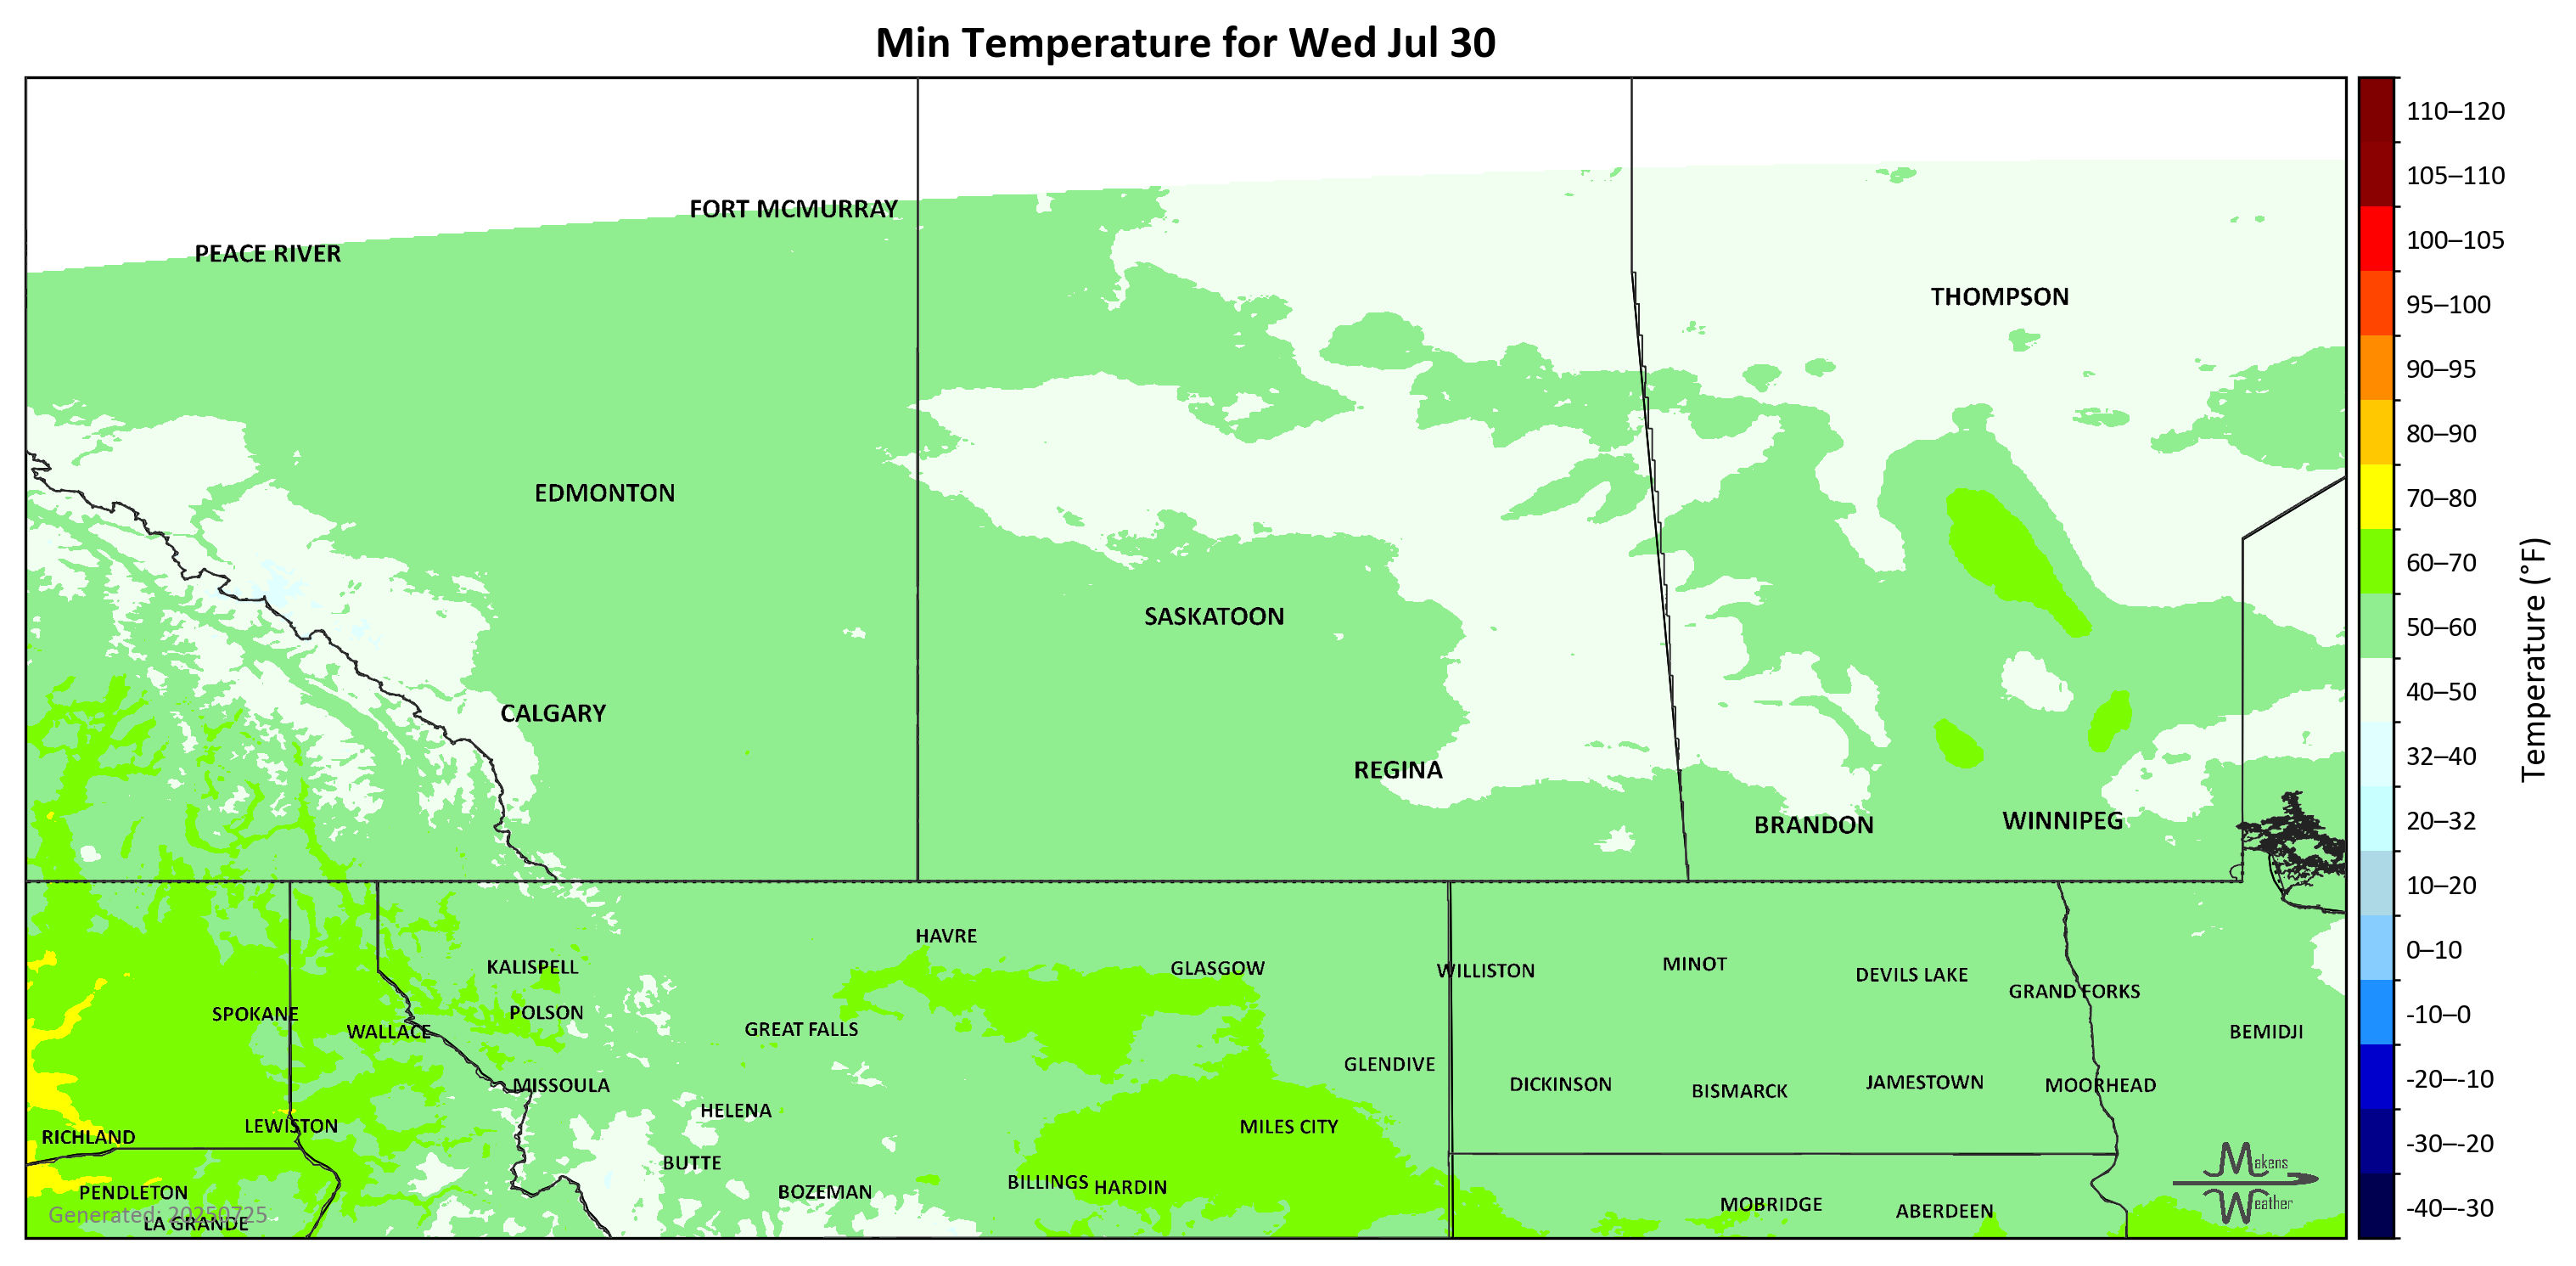 Min Temperature for Wed Jul 30
110–120
105–110
100–105
95–100
90–95
80–90
70–80
60–70
50–60
40–50
32–40
20–32
10–20
0–10
-10–0
-20–-10
-30–-20
-40–-30
Temperature (°F)
FORT MCMURRAY
PEACE RIVER
THOMPSON
EDMONTON
SASKATOON
CALGARY
REGINA
BRANDON
WINNIPEG
HAVRE
KALISPELL
GLASGOW
WILLISTON
MINOT
DEVILS LAKE
GRAND FORKS
SPOKANE
POLSON
WALLACE
GREAT FALLS
BEMIDJI
GLENDIVE
MISSOULA
DICKINSON
BISMARCK
JAMESTOWN
MOORHEAD
HELENA
LEWISTON
MILES CITY
RICHLAND
BUTTE
BILLINGS
HARDIN
BOZEMAN
PENDLETON
MOBRIDGE
ABERDEEN
Generated: 20250725
LA GRANDE
Makens
Weather